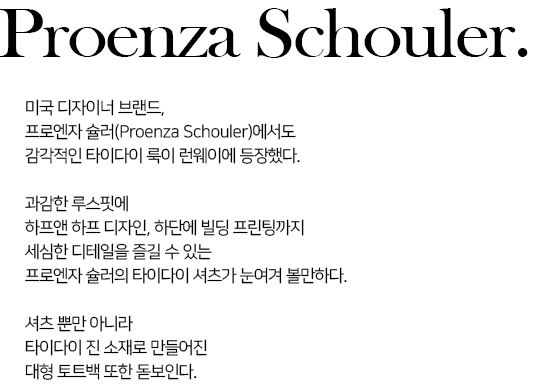 Proenza Schouler.
미국 디자이너 브랜드,
프로엔자 슐러(Proenza Schouler)에서도
감각적인 타이다이 룩이 런웨이에 등장했다.
과감한 루스핏에
하프앤 하프 디자인, 하단에 빌딩 프린팅까지
세심한 디테일을 즐길 수 있는
프로엔자 슐러의 타이다이 셔츠가 눈여겨 볼만하다.
셔츠 뿐만 아니라
타이다이 진 소재로 만들어진
대형 토트백 또한 돋보인다.